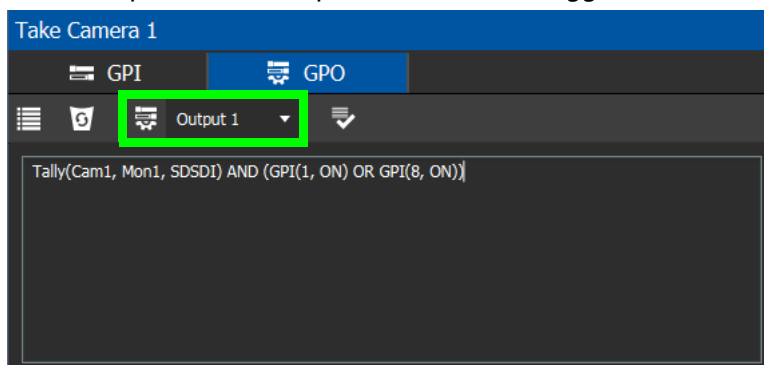 Take Camera 1
GPI GPO
Output 1
Tally(Cam1, Mon1, SDSDI) AND (GPI(1, ON) OR GPI(8, ON))